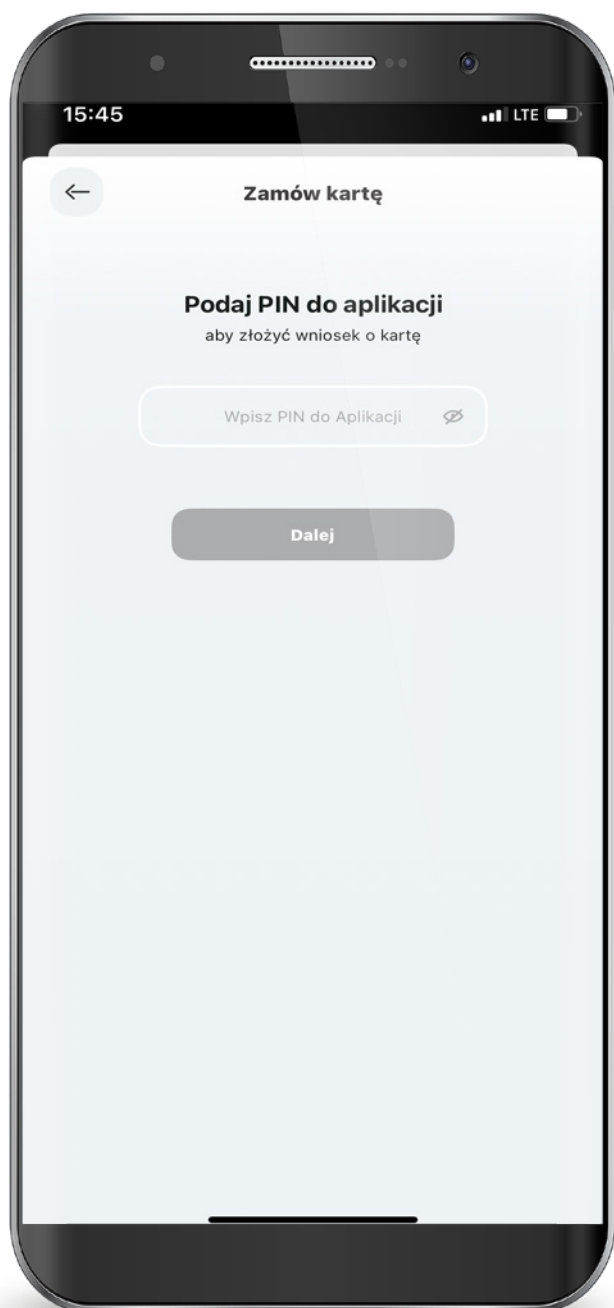 15:45
LTE
Zamów kartę
Podaj PIN do aplikacji
aby złożyć wniosek o kartę
Wpisz PIN do Aplikacji
Dalej